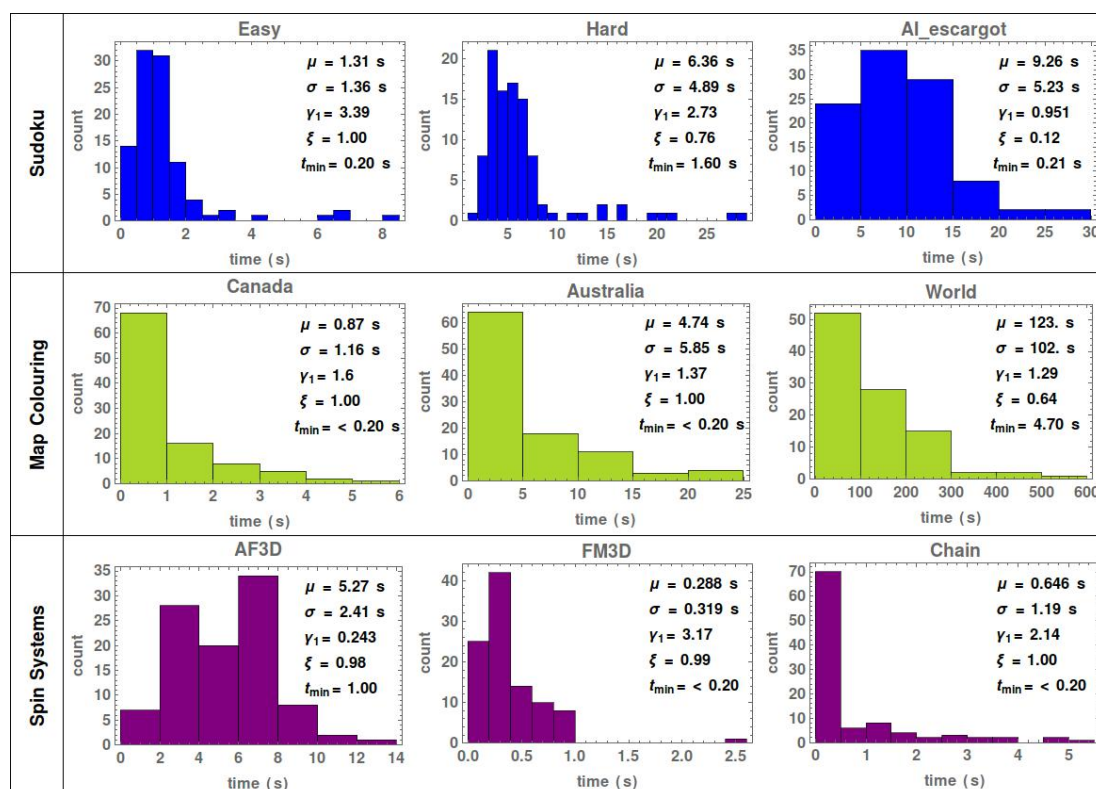 Sudoku
Easy
μ = 1.31 s
σ = 1.36 s
γ₁ = 3.39
ξ = 1.00
t_min = 0.20 s
count
30
25
20
15
10
5
0
0 2 4 6 8
time (s)
Hard
μ = 6.36 s
σ = 4.89 s
γ₁ = 2.73
ξ = 0.76
t_min = 1.60 s
count
20
15
10
5
0
5 10 15 20 25
time (s)
AI_escargot
μ = 9.26 s
σ = 5.23 s
γ₁ = 0.951
ξ = 0.12
t_min = 0.21 s
count
35
30
25
20
15
10
5
0
0 5 10 15 20 25 30
time (s)
Map Colouring
Canada
μ = 0.87 s
σ = 1.16 s
γ₁ = 1.6
ξ = 1.00
t_min = < 0.20 s
count
70
60
50
40
30
20
10
0
0 1 2 3 4 5 6
time (s)
Australia
μ = 4.74 s
σ = 5.85 s
γ₁ = 1.37
ξ = 1.00
t_min = < 0.20 s
count
60
50
40
30
20
10
0
0 5 10 15 20 25
time (s)
World
μ = 123. s
σ = 102. s
γ₁ = 1.29
ξ = 0.64
t_min = 4.70 s
count
50
40
30
20
10
0
0 100 200 300 400 500 600
time (s)
Spin Systems
AF3D
μ = 5.27 s
σ = 2.41 s
γ₁ = 0.243
ξ = 0.98
t_min = 1.00
count
35
30
25
20
15
10
5
0
0 2 4 6 8 10 12 14
time (s)
FM3D
μ = 0.288 s
σ = 0.319 s
γ₁ = 3.17
ξ = 0.99
t_min = < 0.20
count
40
30
20
10
0
0.0 0.5 1.0 1.5 2.0 2.5
time (s)
Chain
μ = 0.646 s
σ = 1.19 s
γ₁ = 2.14
ξ = 1.00
t_min = < 0.20
count
70
60
50
40
30
20
10
0
0 1 2 3 4 5
time (s)